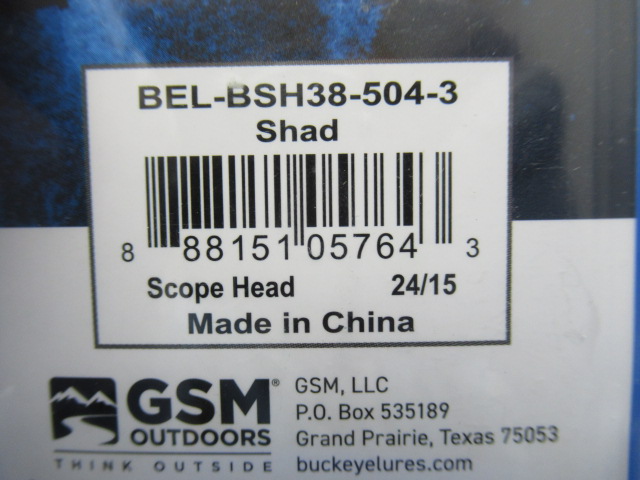 BEL-BSH38-504-3
Shad
8 88151 05764 3
Scope Head 24/15
Made in China
GSM®
OUTDOORS
THINK OUTSIDE
GSM, LLC
P.O. Box 535189
Grand Prairie, Texas 75053
buckeyelures.com